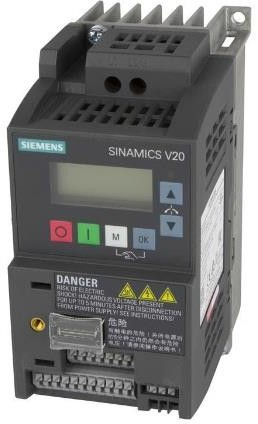 SIEMENS
SINAMICS V20
M
OK
DANGER
RISK OF ELECTRIC
SHOCK! HAZARDOUS VOLTAGE PRESENT
FOR UP TO 5 MINUTES AFTER DISCONNECTION
FROM POWER SUPPLY! SEE INSTRUCTIONS!
危险